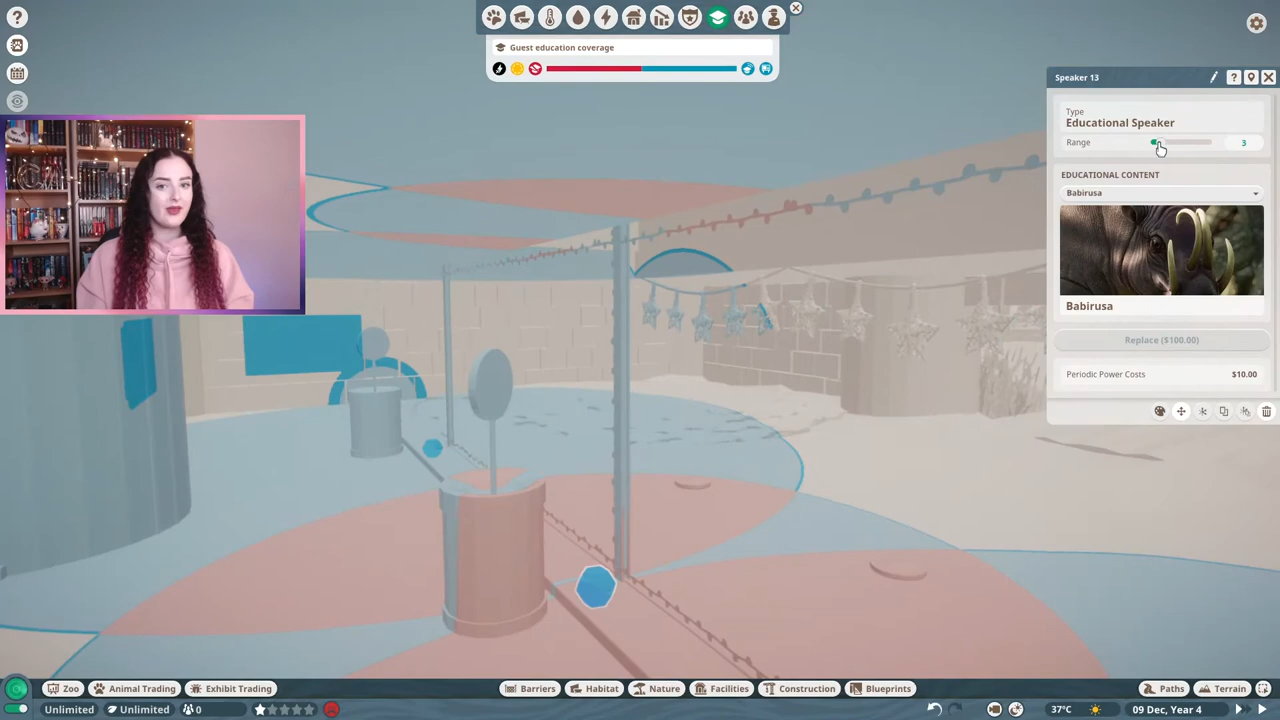 Guest education coverage
Speaker 13
Type
Educational Speaker
Range 3
EDUCATIONAL CONTENT
Babirusa
Babirusa
Replace ($100.00)
Periodic Power Costs $10.00
Zoo Animal Trading Exhibit Trading Barriers Habitat Nature Facilities Construction Blueprints Paths Terrain
Unlimited Unlimited 0 37°C 09 Dec, Year 4